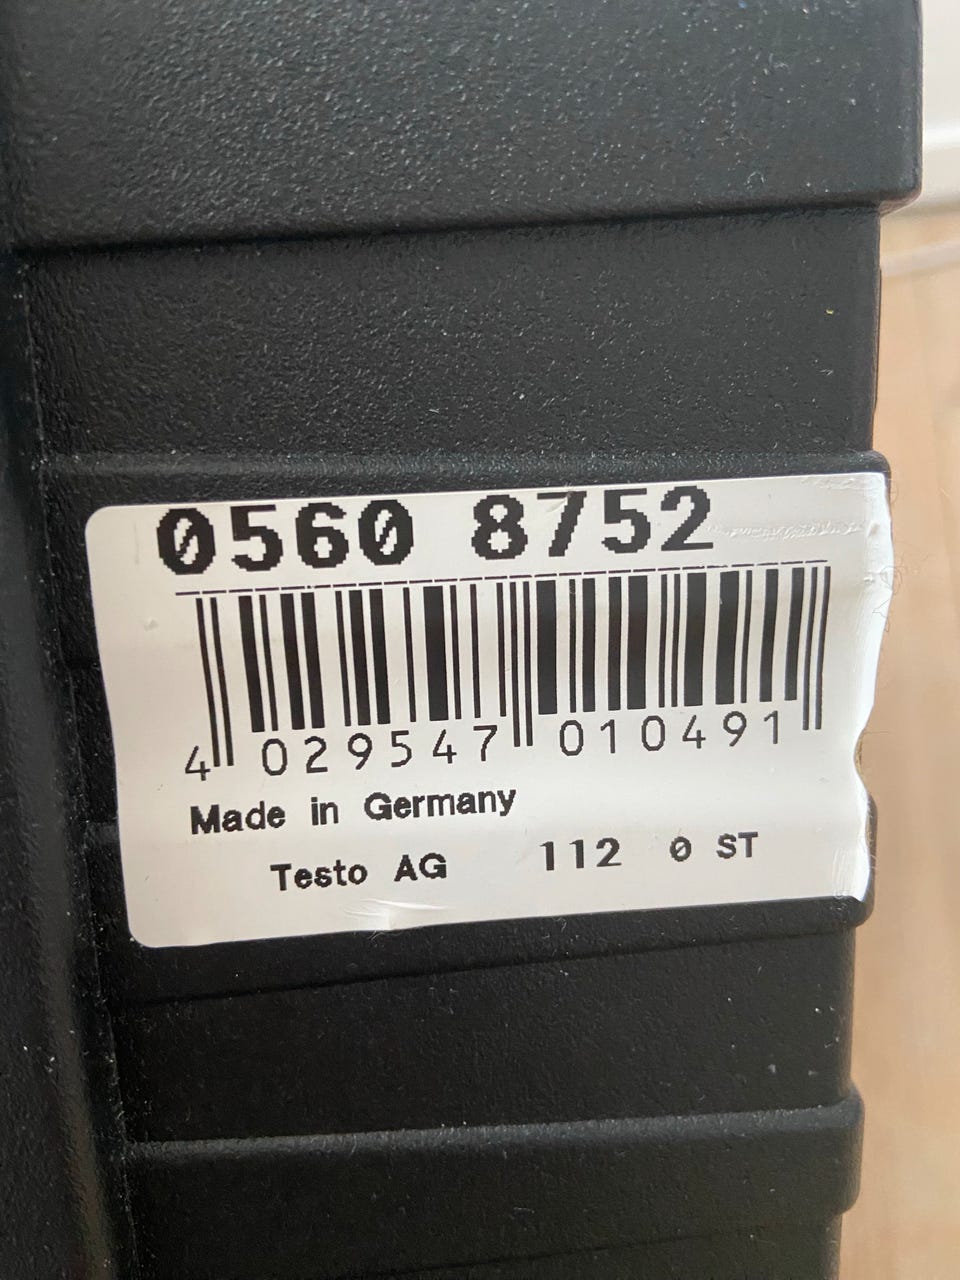 0560 8752
4 029547 010491
Made in Germany
Testo AG 112 0 ST